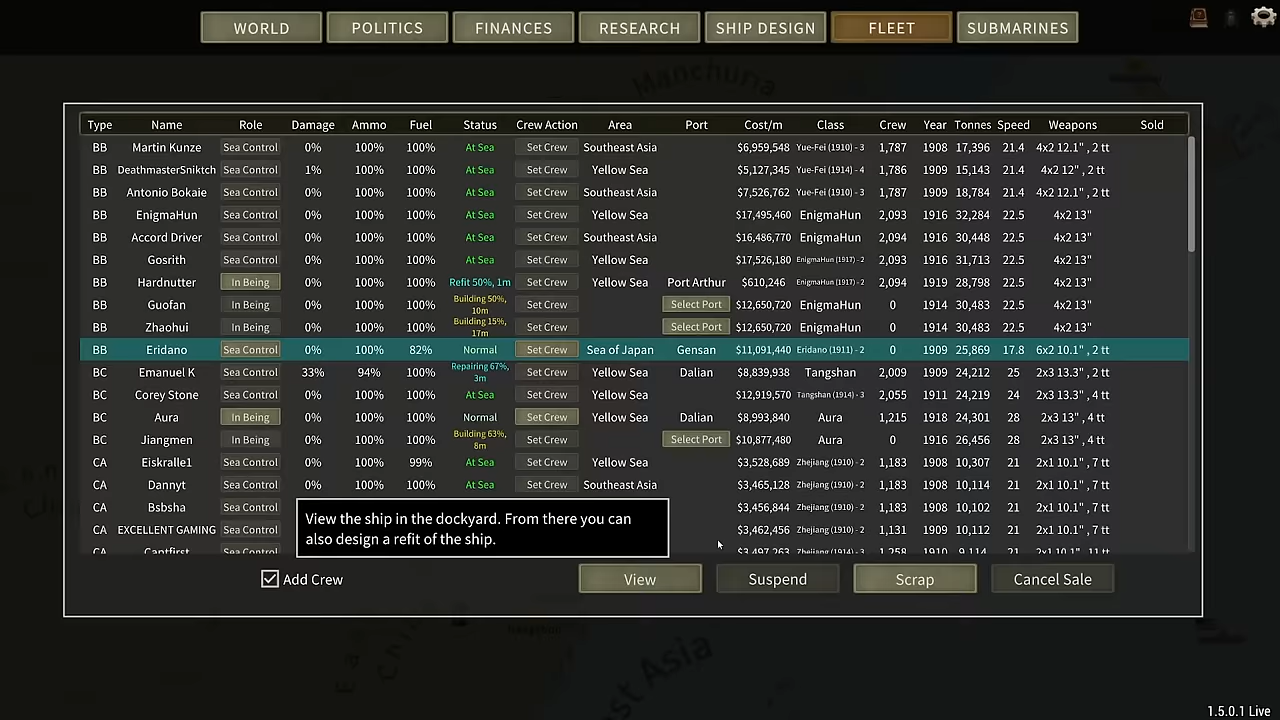 WORLD POLITICS FINANCES RESEARCH SHIP DESIGN FLEET SUBMARINES
Manchuria
Type Name Role Damage Ammo Fuel Status Crew Action Area Port Cost/m Class Crew Year Tonnes Speed Weapons Sold
BB Martin Kunze Sea Control 0% 100% 100% At Sea Set Crew Southeast Asia $6,959,548 Yue-Fei (1910) - 3 1,787 1908 17,396 21.4 4x2 12.1" , 2 tt
BB DeathmasterSniktch Sea Control 1% 100% 100% At Sea Set Crew Yellow Sea $5,127,345 Yue-Fei (1914) - 4 1,786 1909 15,143 21.4 4x2 12" , 2 tt
BB Antonio Bokaie Sea Control 0% 100% 100% At Sea Set Crew Southeast Asia $7,526,762 Yue-Fei (1910) - 3 1,787 1909 18,784 21.4 4x2 12.1" , 2 tt
BB EnigmaHun Sea Control 0% 100% 100% At Sea Set Crew Yellow Sea $17,495,460 EnigmaHun 2,093 1916 32,284 22.5 4x2 13"
BB Accord Driver Sea Control 0% 100% 100% At Sea Set Crew Southeast Asia $16,486,770 EnigmaHun 2,094 1916 30,448 22.5 4x2 13"
BB Gosrith Sea Control 0% 100% 100% At Sea Set Crew Yellow Sea $17,526,180 EnigmaHun (1917) - 2 2,093 1916 31,713 22.5 4x2 13"
BB Hardnutter In Being 0% 100% 100% Refit 50%, 1m Set Crew Yellow Sea Port Arthur $610,246 EnigmaHun (1917) - 2 2,094 1919 28,798 22.5 4x2 13"
BB Guofan In Being 0% 100% 100% Building 50%, 10m Set Crew Select Port $12,650,720 EnigmaHun 0 1914 30,483 22.5 4x2 13"
BB Zhaohui In Being 0% 100% 100% Building 15%, 17m Set Crew Select Port $12,650,720 EnigmaHun 0 1914 30,483 22.5 4x2 13"
BB Eridano Sea Control 0% 100% 82% Normal Set Crew Sea of Japan Gensan $11,091,440 Eridano (1911) - 2 0 1909 25,869 17.8 6x2 10.1" , 2 tt
BC Emanuel K Sea Control 33% 94% 100% Repairing 67%, 3m Set Crew Yellow Sea Dalian $8,839,938 Tangshan 2,009 1909 24,212 25 2x3 13.3" , 2 tt
BC Corey Stone Sea Control 0% 100% 100% At Sea Set Crew Yellow Sea $12,919,570 Tangshan (1914) - 3 2,055 1911 24,219 24 2x3 13.3" , 4 tt
BC Aura In Being 0% 100% 100% Normal Set Crew Yellow Sea Dalian $8,993,840 Aura 1,215 1918 24,301 28 2x3 13" , 4 tt
BC Jiangmen In Being 0% 100% 100% Building 63%, 8m Set Crew Select Port $10,877,480 Aura 0 1916 26,456 28 2x3 13" , 4 tt
CA Eiskralle1 Sea Control 0% 100% 99% At Sea Set Crew Yellow Sea $3,528,689 Zhejiang (1910) - 2 1,183 1908 10,307 21 2x1 10.1" , 7 tt
CA Dannyt Sea Control 0% 100% 100% At Sea Set Crew Southeast Asia $3,465,128 Zhejiang (1910) - 2 1,183 1908 10,114 21 2x1 10.1" , 7 tt
CA Bsbsha Sea Control $3,456,844 Zhejiang (1910) - 2 1,183 1908 10,102 21 2x1 10.1" , 7 tt
CA EXCELLENT GAMING Sea Control $3,462,456 Zhejiang (1910) - 2 1,131 1909 10,112 21 2x1 10.1" , 7 tt
CA Cantfirst Sea Control $3,497,263 Zhejiang (1914) - 3 1,258 1910 9,114 21 2x1 10.1" , 11 tt
View the ship in the dockyard. From there you can
also design a refit of the ship.
Add Crew View Suspend Scrap Cancel Sale
st Asia
1.5.0.1 Live